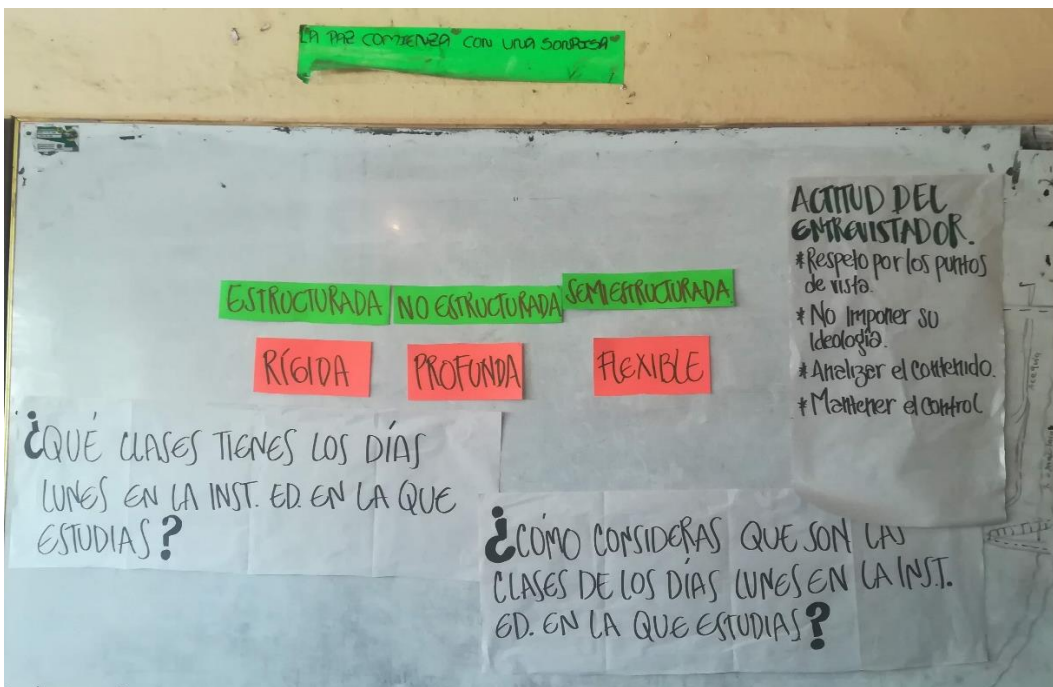 LA PAZ COMIENZA CON UNA SONRISA"
ESTRUCTURADA
NO ESTRUCTURADA
SEMIESTRUCTURADA
RÍGIDA
PROFUNDA
FLEXIBLE
ACTITUD DEL
ENTREVISTADOR.
*Respeto por los puntos
de vista.
*No Imponer su
Ideología.
*Analizar el contenido.
*Mantener el control
¿QUÉ CLASES TIENES LOS DÍAS
LUNES EN LA INST. ED. EN LA QUE
ESTUDIAS?
¿CÓMO CONSIDERAS QUE SON LAS
CLASES DE LOS DÍAS LUNES EN LA INST.
ED. EN LA QUE ESTUDIAS?